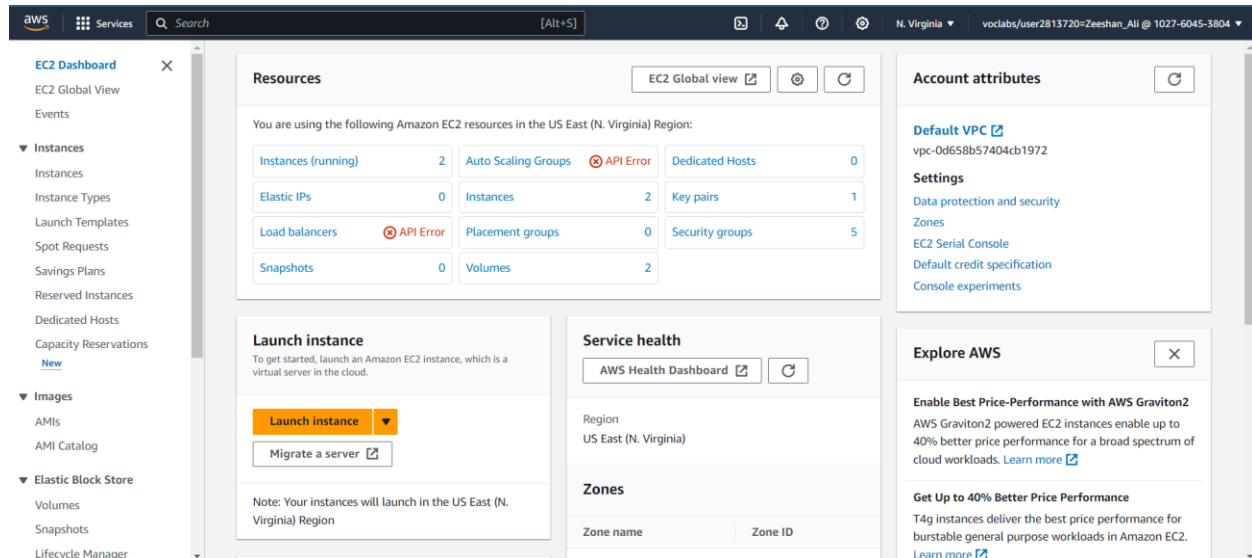 aws
Services
Search
[Alt+S]
N. Virginia
voclabs/user2813720=Zeeshan_Ali @ 1027-6045-3804
EC2 Dashboard
EC2 Global View
Events
Instances
Instances
Instance Types
Launch Templates
Spot Requests
Savings Plans
Reserved Instances
Dedicated Hosts
Capacity Reservations
New
Images
AMIs
AMI Catalog
Elastic Block Store
Volumes
Snapshots
Lifecycle Manager
Resources
EC2 Global view
You are using the following Amazon EC2 resources in the US East (N. Virginia) Region:
Instances (running) 2
Auto Scaling Groups API Error
Dedicated Hosts 0
Elastic IPs 0
Instances 2
Key pairs 1
Load balancers API Error
Placement groups 0
Security groups 5
Snapshots 0
Volumes 2
Launch instance
To get started, launch an Amazon EC2 instance, which is a
virtual server in the cloud.
Launch instance
Migrate a server
Note: Your instances will launch in the US East (N.
Virginia) Region
Service health
AWS Health Dashboard
Region
US East (N. Virginia)
Zones
Zone name
Zone ID
Account attributes
Default VPC
vpc-0d658b57404cb1972
Settings
Data protection and security
Zones
EC2 Serial Console
Default credit specification
Console experiments
Explore AWS
Enable Best Price-Performance with AWS Graviton2
AWS Graviton2 powered EC2 instances enable up to
40% better price performance for a broad spectrum of
cloud workloads. Learn more
Get Up to 40% Better Price Performance
T4g instances deliver the best price performance for
burstable general purpose workloads in Amazon EC2.
Learn more